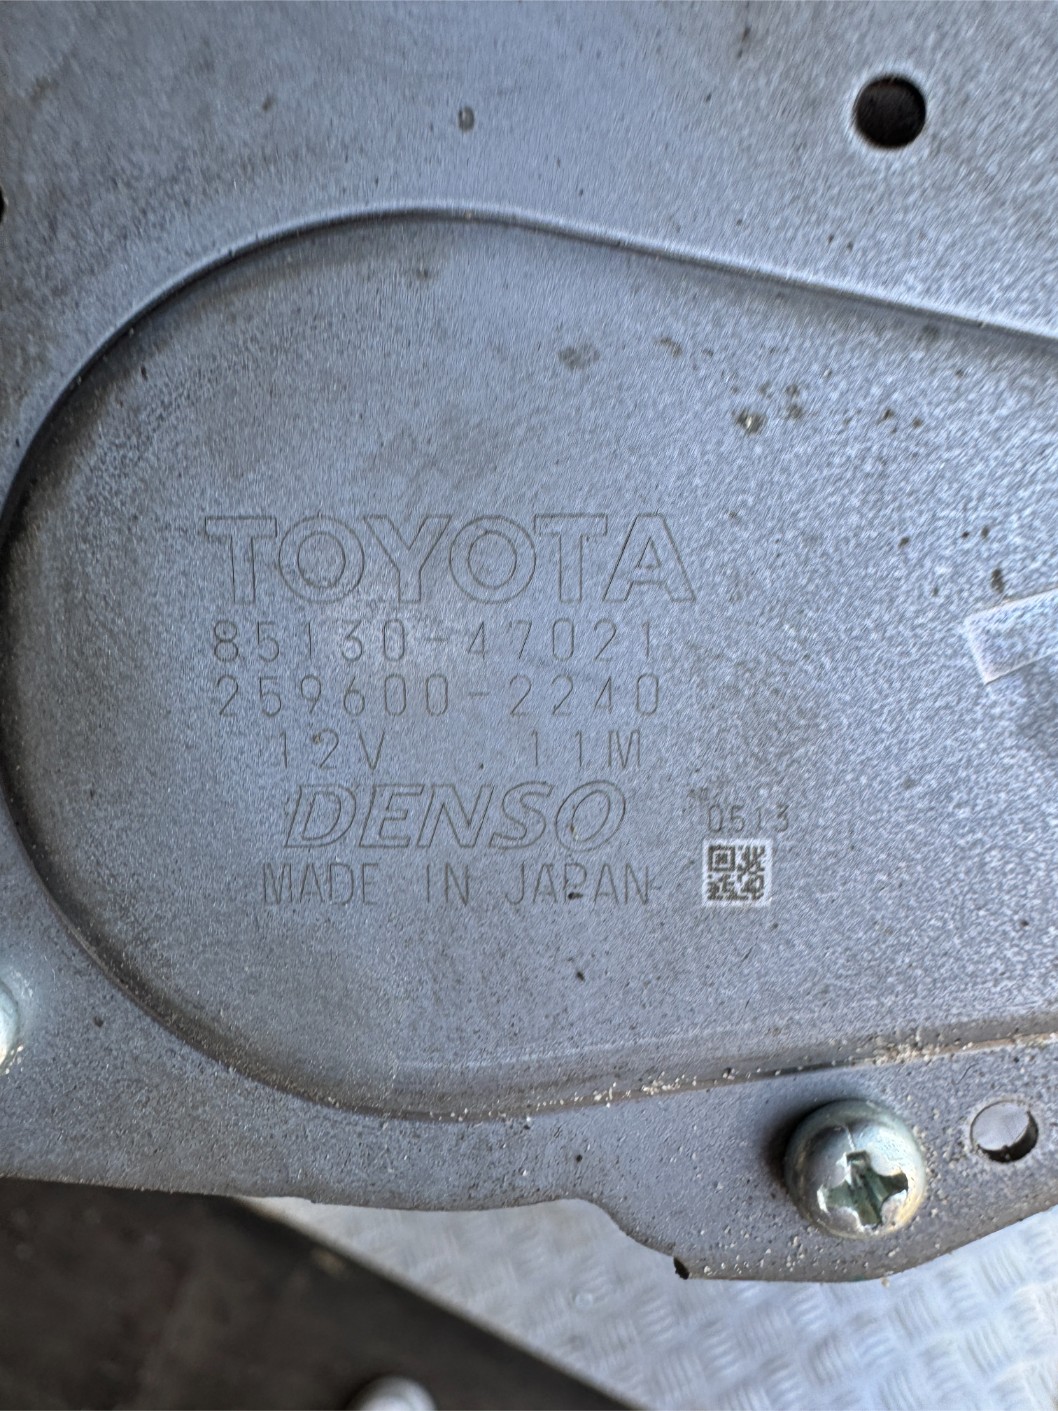 TOYOTA
85130-47021
259600-2240
12V 11M
DENSO
0513
MADE IN JAPAN